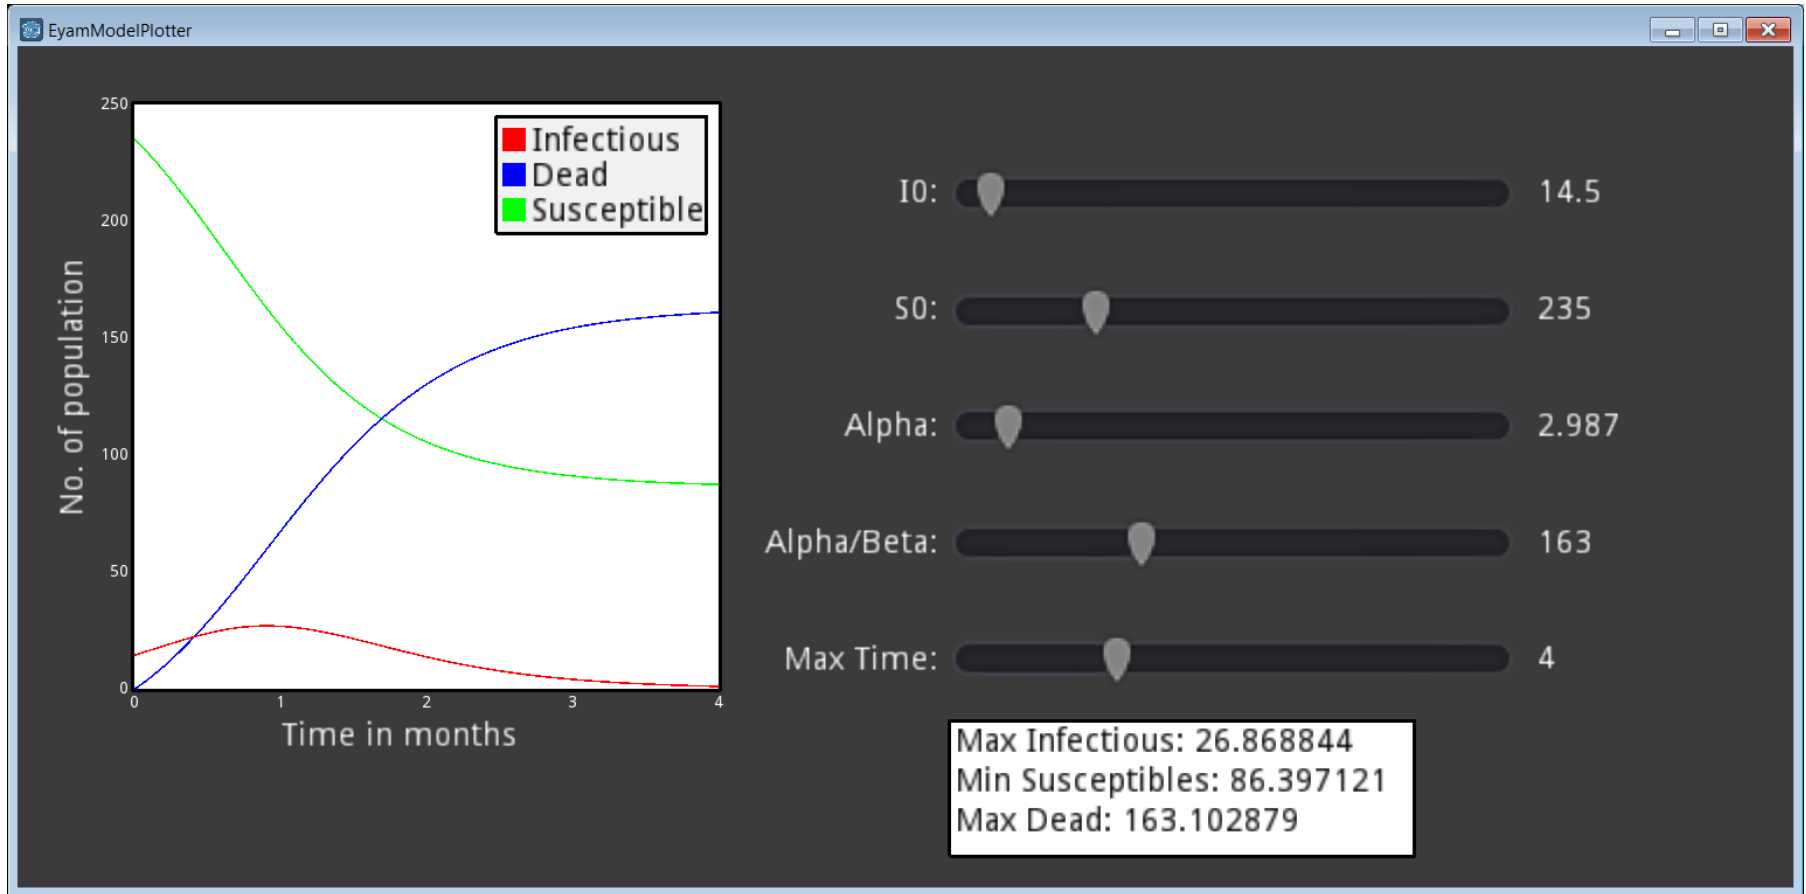 EyamModelPlotter
250
200
150
100
50
0
No. of population
0 1 2 3 4
Time in months
Infectious
Dead
Susceptible
I0: 14.5
S0: 235
Alpha: 2.987
Alpha/Beta: 163
Max Time: 4
Max Infectious: 26.868844
Min Susceptibles: 86.397121
Max Dead: 163.102879